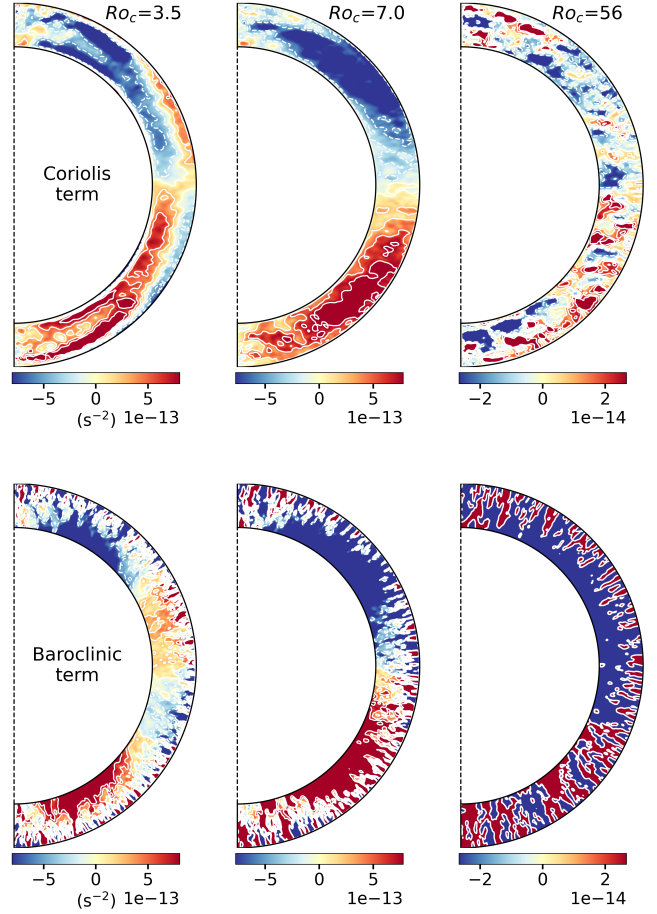 Ro_c=3.5 Ro_c=7.0 Ro_c=56
Coriolis
term
−5 0 5 −5 0 5 −2 0 2
(s⁻²) 1e−13 1e−13 1e−14
Baroclinic
term
−5 0 5 −5 0 5 −2 0 2
(s⁻²) 1e−13 1e−13 1e−14